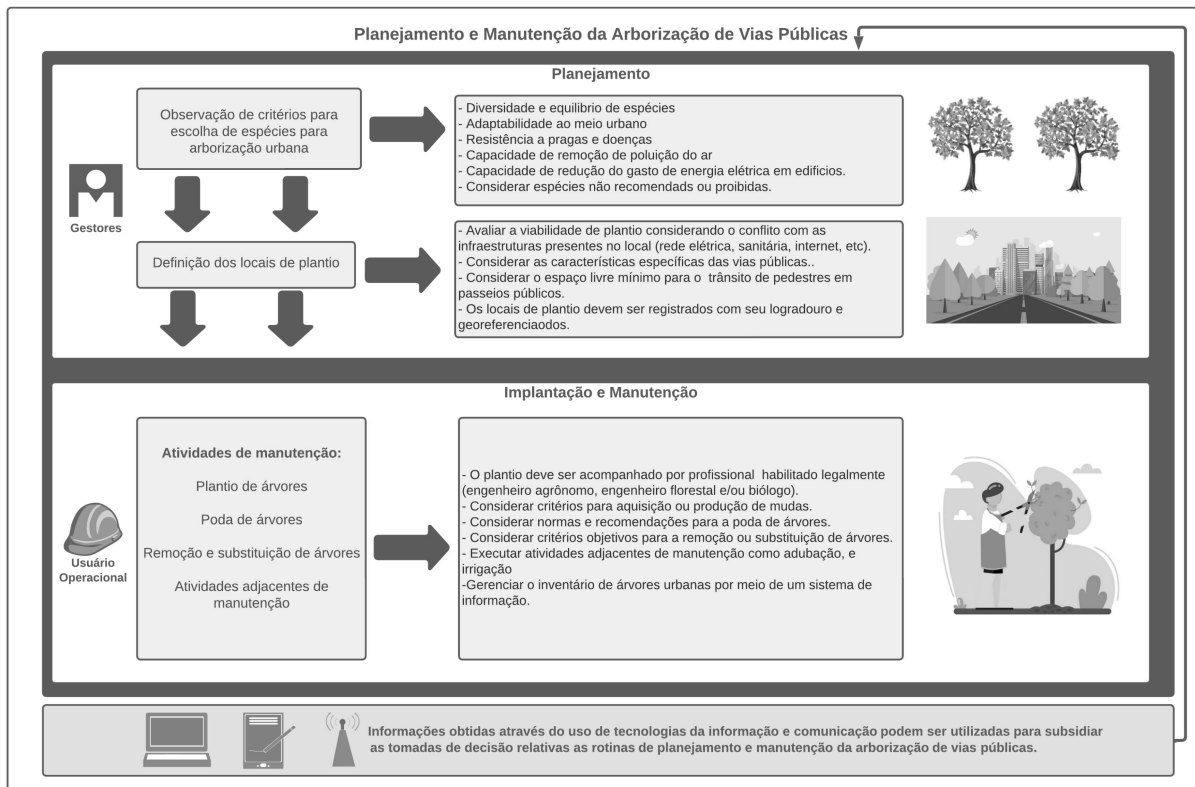 Planejamento e Manutenção da Arborização de Vias Públicas
Planejamento
Observação de critérios para
escolha de espécies para
arborização urbana
- Diversidade e equilibrio de espécies
- Adaptabilidade ao meio urbano
- Resistência a pragas e doenças
- Capacidade de remoção de poluição do ar
- Capacidade de redução do gasto de energia elétrica em edificios.
- Considerar espécies não recomendads ou proibidas.
Gestores
Definição dos locais de plantio
- Avaliar a viabilidade de plantio considerando o conflito com as
infraestruturas presentes no local (rede elétrica, sanitária, internet, etc).
- Considerar as características específicas das vias públicas..
- Considerar o espaço livre mínimo para o trânsito de pedestres em
passeios públicos.
- Os locais de plantio devem ser registrados com seu logradouro e
georeferenciaodos.
Implantação e Manutenção
Usuário
Operacional
Atividades de manutenção:
Plantio de árvores
Poda de árvores
Remoção e substituição de árvores
Atividades adjacentes de
manutenção
- O plantio deve ser acompanhado por profissional habilitado legalmente
(engenheiro agrônomo, engenheiro florestal e/ou biólogo).
- Considerar critérios para aquisição ou produção de mudas.
- Considerar normas e recomendações para a poda de árvores.
- Considerar critérios objetivos para a remoção ou substituição de árvores.
- Executar atividades adjacentes de manutenção como adubação, e
irrigação
-Gerenciar o inventário de árvores urbanas por meio de um sistema de
informação.
Informações obtidas através do uso de tecnologias da informação e comunicação podem ser utilizadas para subsidiar
as tomadas de decisão relativas as rotinas de planejamento e manutenção da arborização de vias públicas.